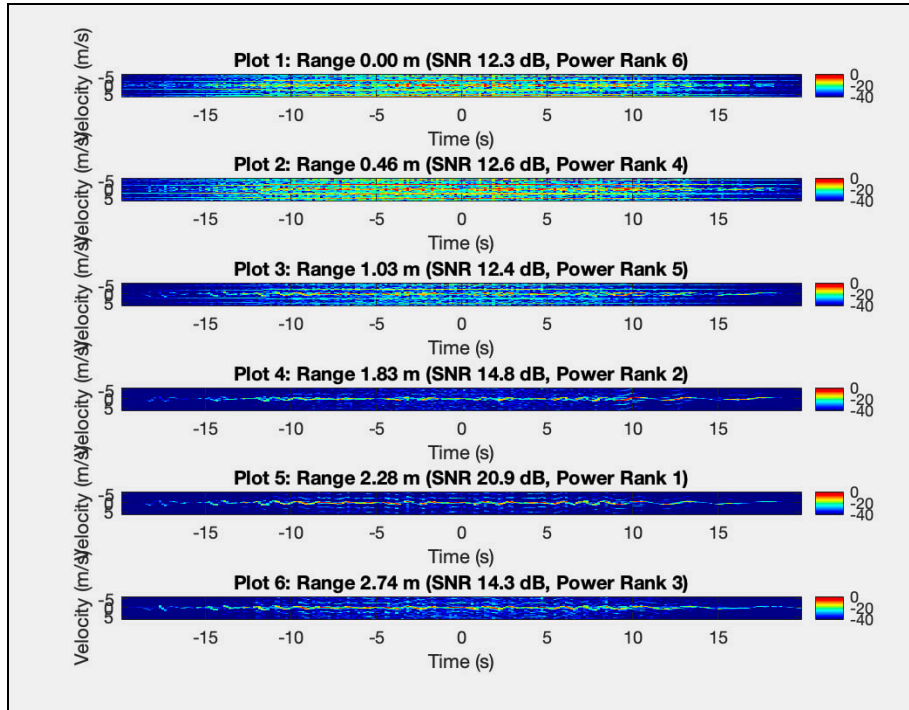 Plot 1: Range 0.00 m (SNR 12.3 dB, Power Rank 6)
Velocity (m/s)
-5
0
5
0
-20
-40
-15 -10 -5 0 5 10 15
Time (s)
Plot 2: Range 0.46 m (SNR 12.6 dB, Power Rank 4)
Velocity (m/s)
-5
0
5
0
-20
-40
-15 -10 -5 0 5 10 15
Time (s)
Plot 3: Range 1.03 m (SNR 12.4 dB, Power Rank 5)
Velocity (m/s)
-5
0
5
0
-20
-40
-15 -10 -5 0 5 10 15
Time (s)
Plot 4: Range 1.83 m (SNR 14.8 dB, Power Rank 2)
Velocity (m/s)
-5
0
5
0
-20
-40
-15 -10 -5 0 5 10 15
Time (s)
Plot 5: Range 2.28 m (SNR 20.9 dB, Power Rank 1)
Velocity (m/s)
-5
0
5
0
-20
-40
-15 -10 -5 0 5 10 15
Time (s)
Plot 6: Range 2.74 m (SNR 14.3 dB, Power Rank 3)
Velocity (m/s)
-5
0
5
0
-20
-40
-15 -10 -5 0 5 10 15
Time (s)